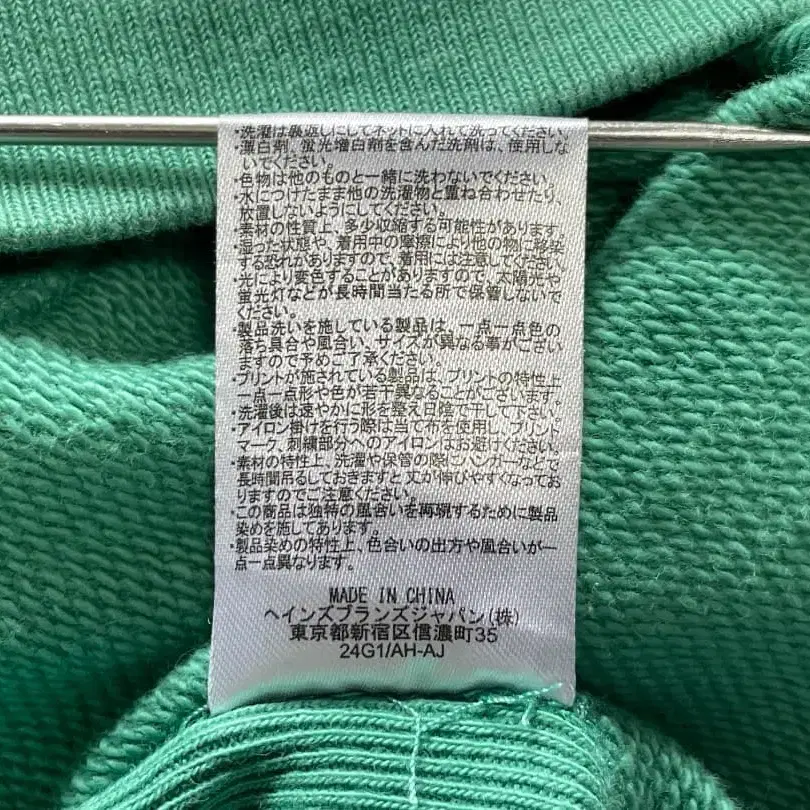 ・洗濯は裏返しにしてネットに入れて洗ってください。
・漂白剤、蛍光増白剤を含んだ洗剤は、使用しな
いでください。
・色物は他のものと一緒に洗わないでください。
・水につけたまま他の洗濯物と重ね合わせたり、
放置しないようにしてください。
・素材の性質上、多少収縮する可能性があります。
・湿った状態や、着用中の摩擦により他の物に移染
する恐れがありますので、着用には注意してください。
・光により変色することがありますので、太陽光や
蛍光灯などが長時間当たる所で保管しないで
ください。
・製品洗いを施している製品は、一点一点色の
落ち具合や風合い、サイズが異なる事がござい
ますので予めご了承ください。
・プリントが施されている製品は、プリントの特性上
一点一点形や色が若干異なることがございます。
・洗濯後は速やかに形を整え日陰で干して下さい
・アイロン掛けを行う際は当て布を使用し、プリント
マーク、刺繍部分へのアイロンはお避けください。
・素材の特性上、洗濯や保管の際にハンガーなどで
長時間吊るしておきますと丈が伸びやすくなってお
りますのでご注意ください。
・この商品は独特の風合いを再現するために製品
染めを施してあります。
・製品染めの特性上、色合いの出方や風合いが一
点一点異なります。
MADE IN CHINA
ヘインズブランズジャパン(株)
東京都新宿区信濃町35
24G1/AH-AJ